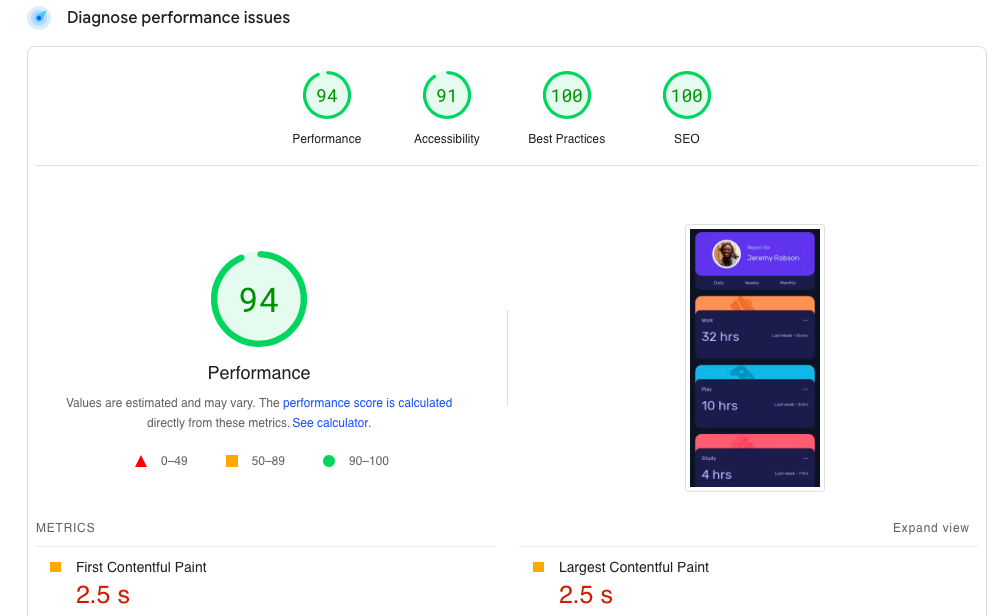 Diagnose performance issues
94
91
100
100
Performance
Accessibility
Best Practices
SEO
94
Performance
Values are estimated and may vary. The performance score is calculated
directly from these metrics. See calculator.
0–49
50–89
90–100
Report for
Jeremy Robson
Daily
Weekly
Monthly
Work
32 hrs
Last Week - 36 hrs
Play
10 hrs
Last week - 8 hrs
Study
4 hrs
Last week - 7 hrs
METRICS
Expand view
First Contentful Paint
2.5 s
Largest Contentful Paint
2.5 s